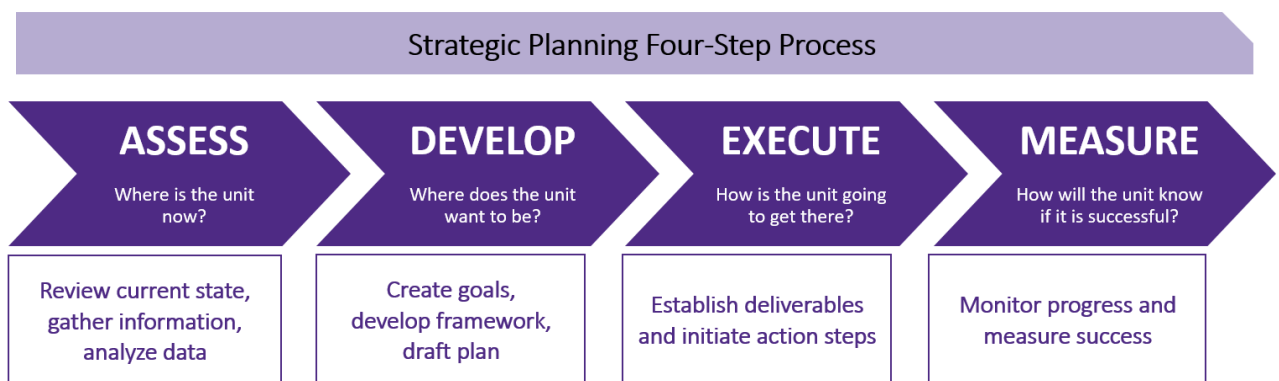 Strategic Planning Four-Step Process
ASSESS
Where is the unit
now?
DEVELOP
Where does the unit
want to be?
EXECUTE
How is the unit going
to get there?
MEASURE
How will the unit know
if it is successful?
Review current state,
gather information,
analyze data
Create goals,
develop framework,
draft plan
Establish deliverables
and initiate action steps
Monitor progress and
measure success